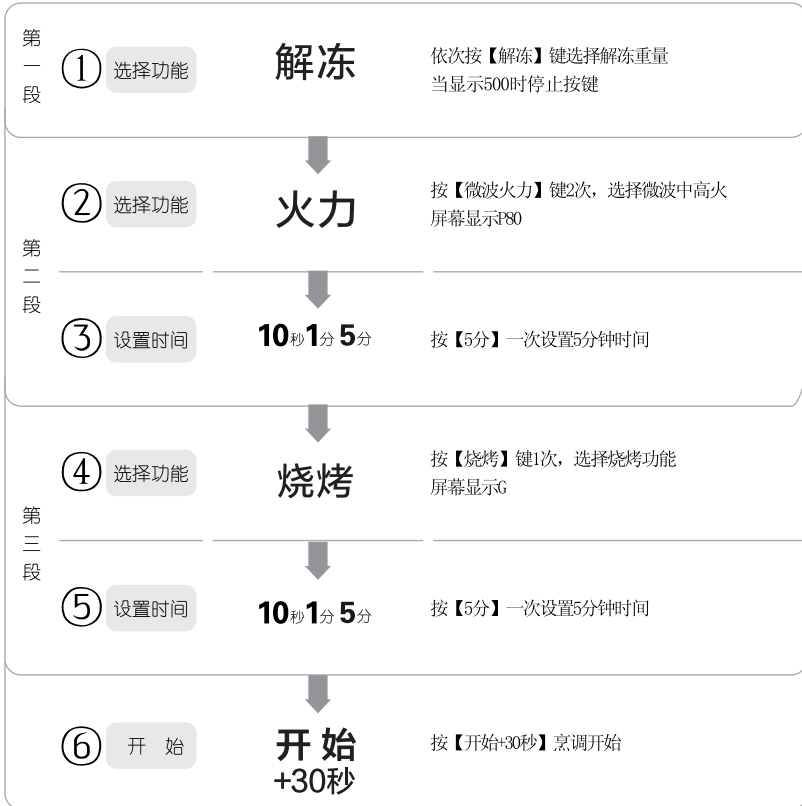 第一段
① 选择功能
解冻
依次按【解冻】键选择解冻重量
当显示500时停止按键
第二段
② 选择功能
火力
按【微波火力】键2次，选择微波中高火
屏幕显示P80
③ 设置时间
10秒1分 5分
按【5分】一次设置5分钟时间
第三段
④ 选择功能
烧烤
按【烧烤】键1次，选择烧烤功能
屏幕显示G
⑤ 设置时间
10秒1分 5分
按【5分】一次设置5分钟时间
⑥ 开 始
开 始
+30秒
按【开始+30秒】烹调开始